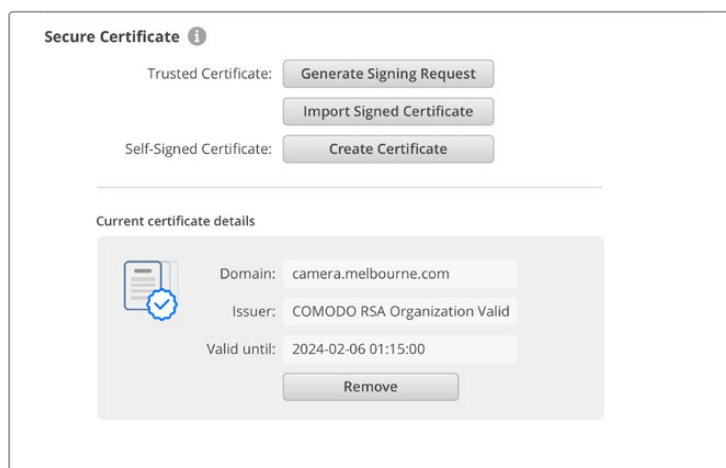 Secure Certificate
Trusted Certificate: Generate Signing Request
Import Signed Certificate
Self-Signed Certificate: Create Certificate
Current certificate details
Domain: camera.melbourne.com
Issuer: COMODO RSA Organization Valid
Valid until: 2024-02-06 01:15:00
Remove